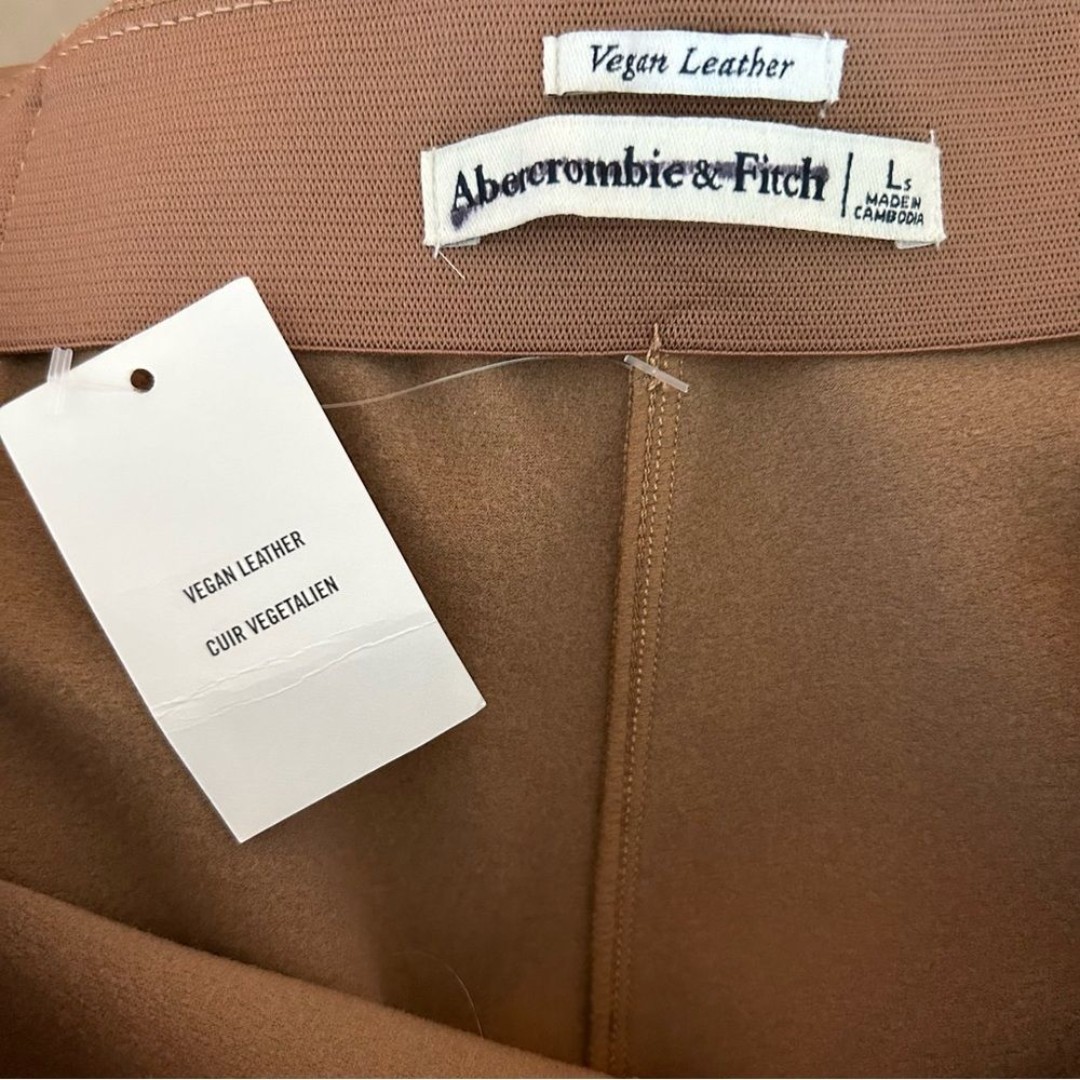 Vegan Leather
Abercrombie & Fitch
Ls
MADE IN
CAMBODIA
VEGAN LEATHER
CUIR VEGETALIEN